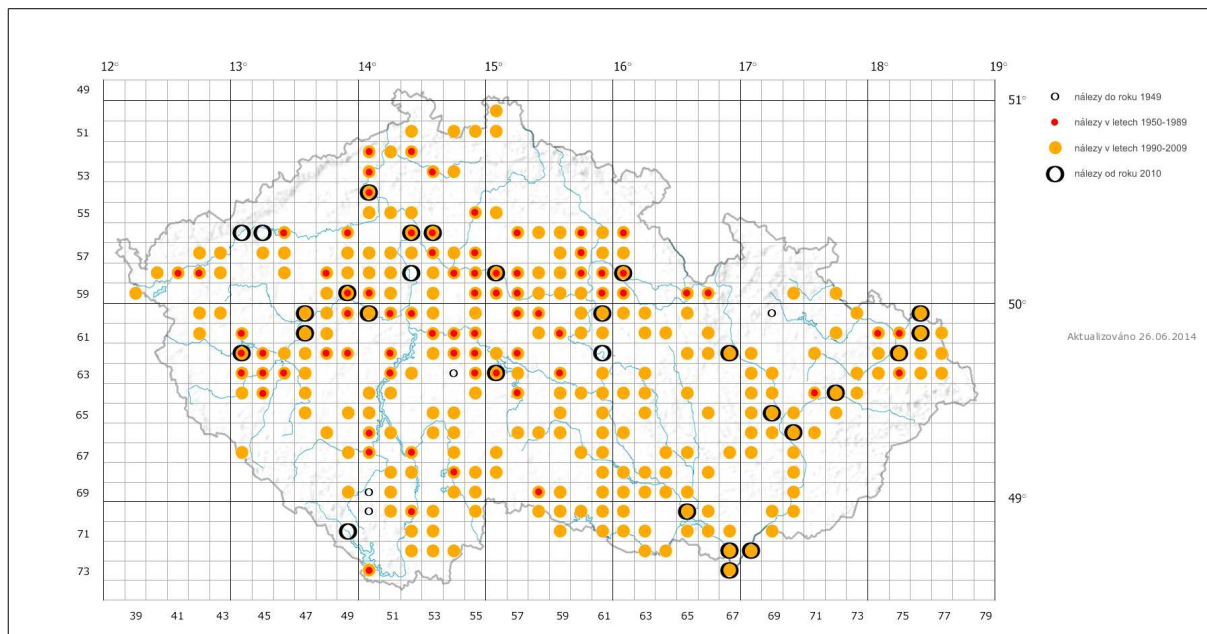 12° 13° 14° 15° 16° 17° 18° 19°
49
51° nálezy do roku 1949
nálezy v letech 1950-1989
51
nálezy v letech 1990-2009
53
nálezy od roku 2010
55
57
59
50°
61
Aktualizováno 26.06.2014
63
65
67
69
49°
71
73
39 41 43 45 47 49 51 53 55 57 59 61 63 65 67 69 71 73 75 77 79